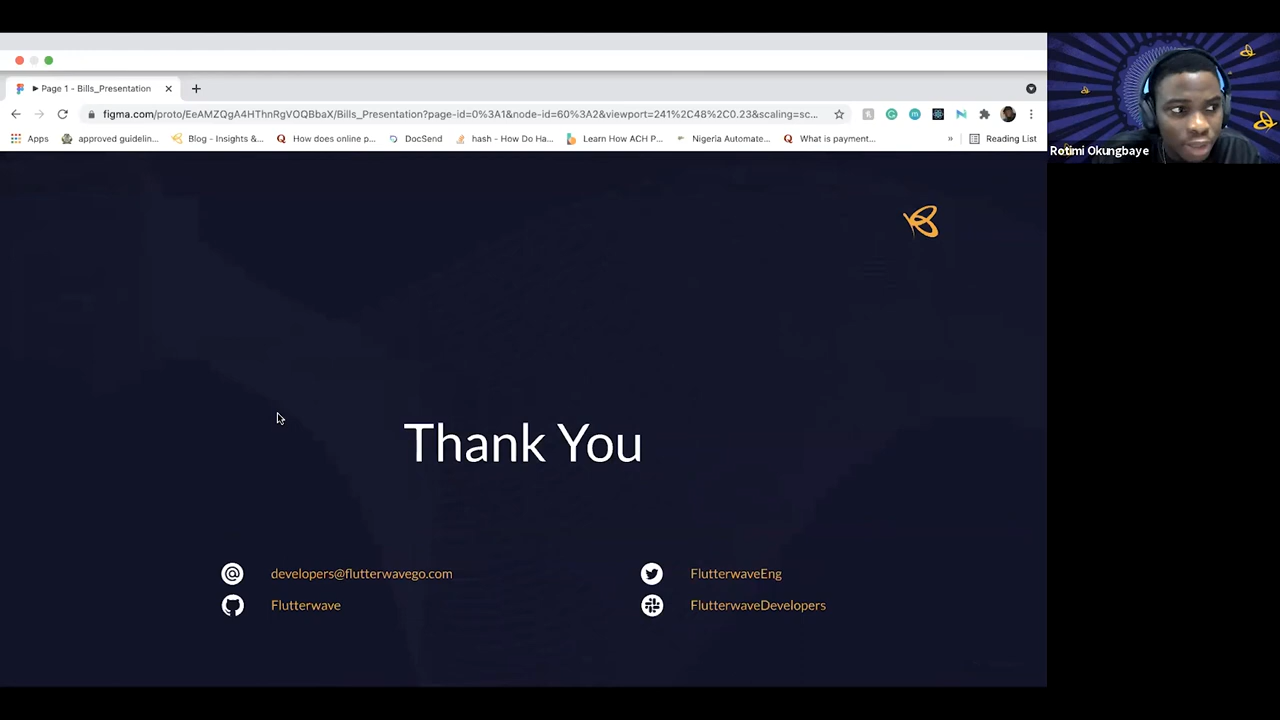 Page 1 - Bills_Presentation
figma.com/proto/EeAMZQgA4HThnRgVOQBbaX/Bills_Presentation?page-id=0%3A1&node-id=60%3A2&viewport=241%2C48%2C0.23&scaling=sc...
Apps
approved guidelin...
Blog - Insights &...
How does online p...
DocSend
hash - How Do Ha...
Learn How ACH P...
Nigeria Automate...
What is payment...
»
Reading List
Rotimi Okungbaye
Thank You
developers@flutterwavego.com
FlutterwaveEng
Flutterwave
FlutterwaveDevelopers